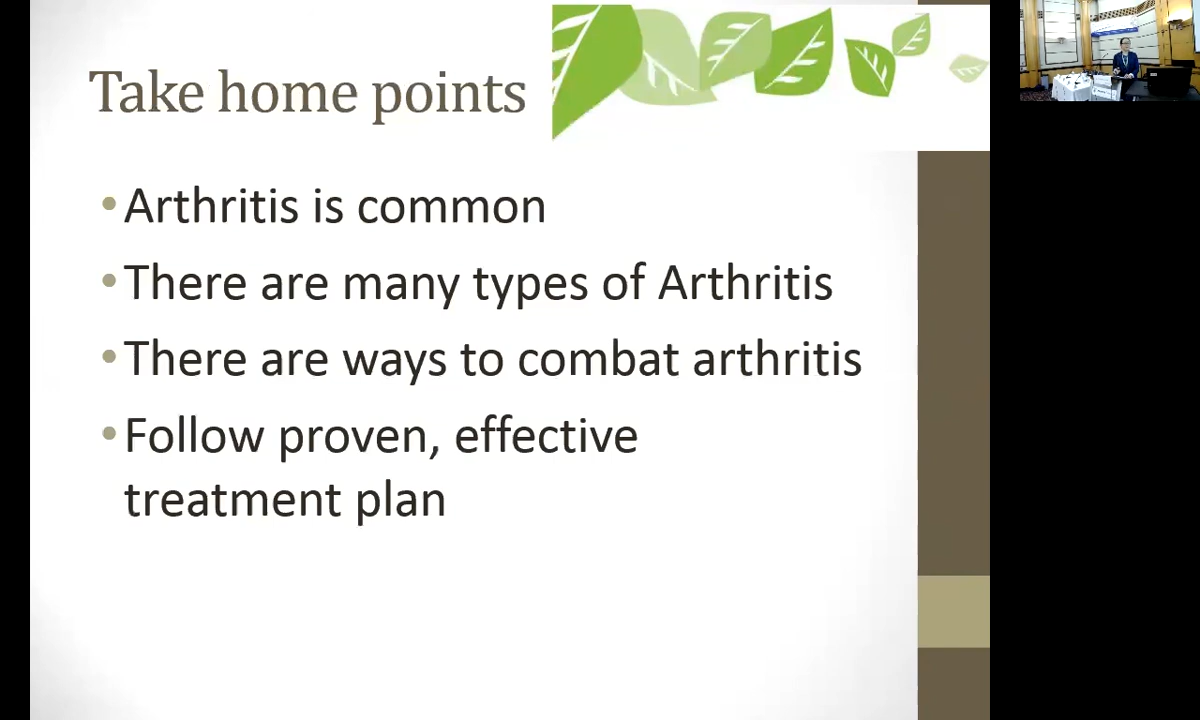 Take home points
•Arthritis is common
•There are many types of Arthritis
•There are ways to combat arthritis
•Follow proven, effective
treatment plan